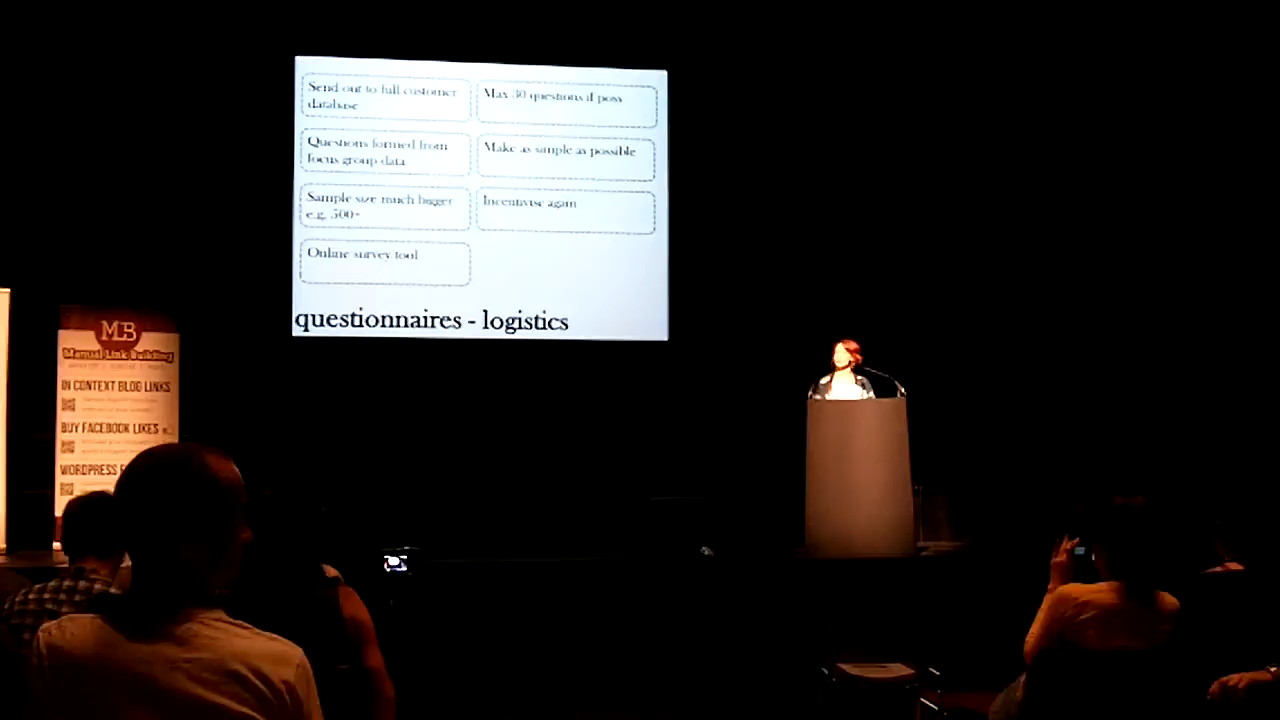 Send out to full customer
database
Max 30 questions if poss
Questions formed from
focus group data
Make as simple as possible
Sample size much bigger
e.g. 500+
Incentivise again
Online survey tool
questionnaires - logistics
MB
Manual Link Building
IN CONTEXT BLOG LINKS
BUY FACEBOOK LIKES
WORDPRESS